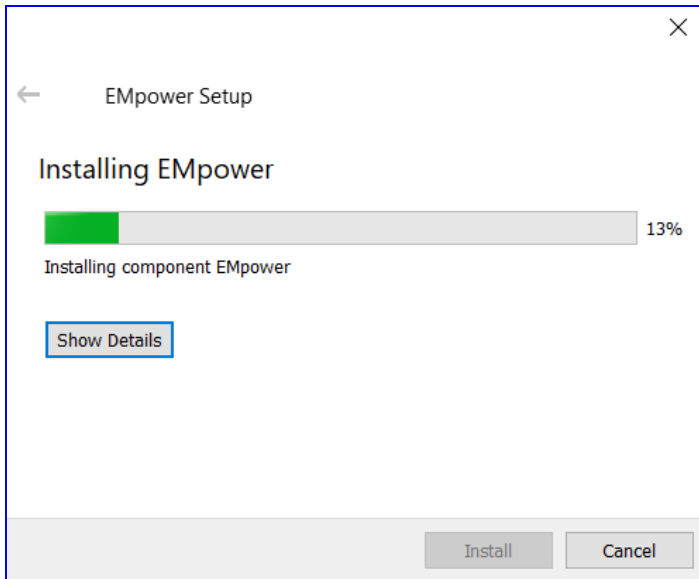 EMpower Setup
Installing EMpower
13%
Installing component EMpower
Show Details
Install
Cancel